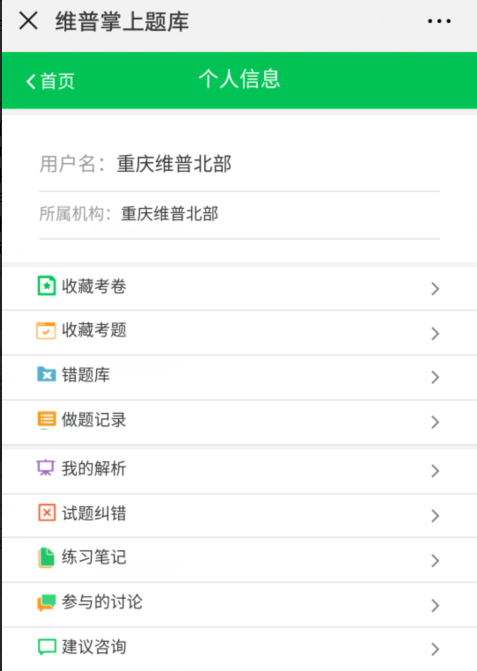 维普掌上题库
首页 个人信息
用户名：重庆维普北部
所属机构：重庆维普北部
收藏考卷
收藏考题
错题库
做题记录
我的解析
试题纠错
练习笔记
参与的讨论
建议咨询